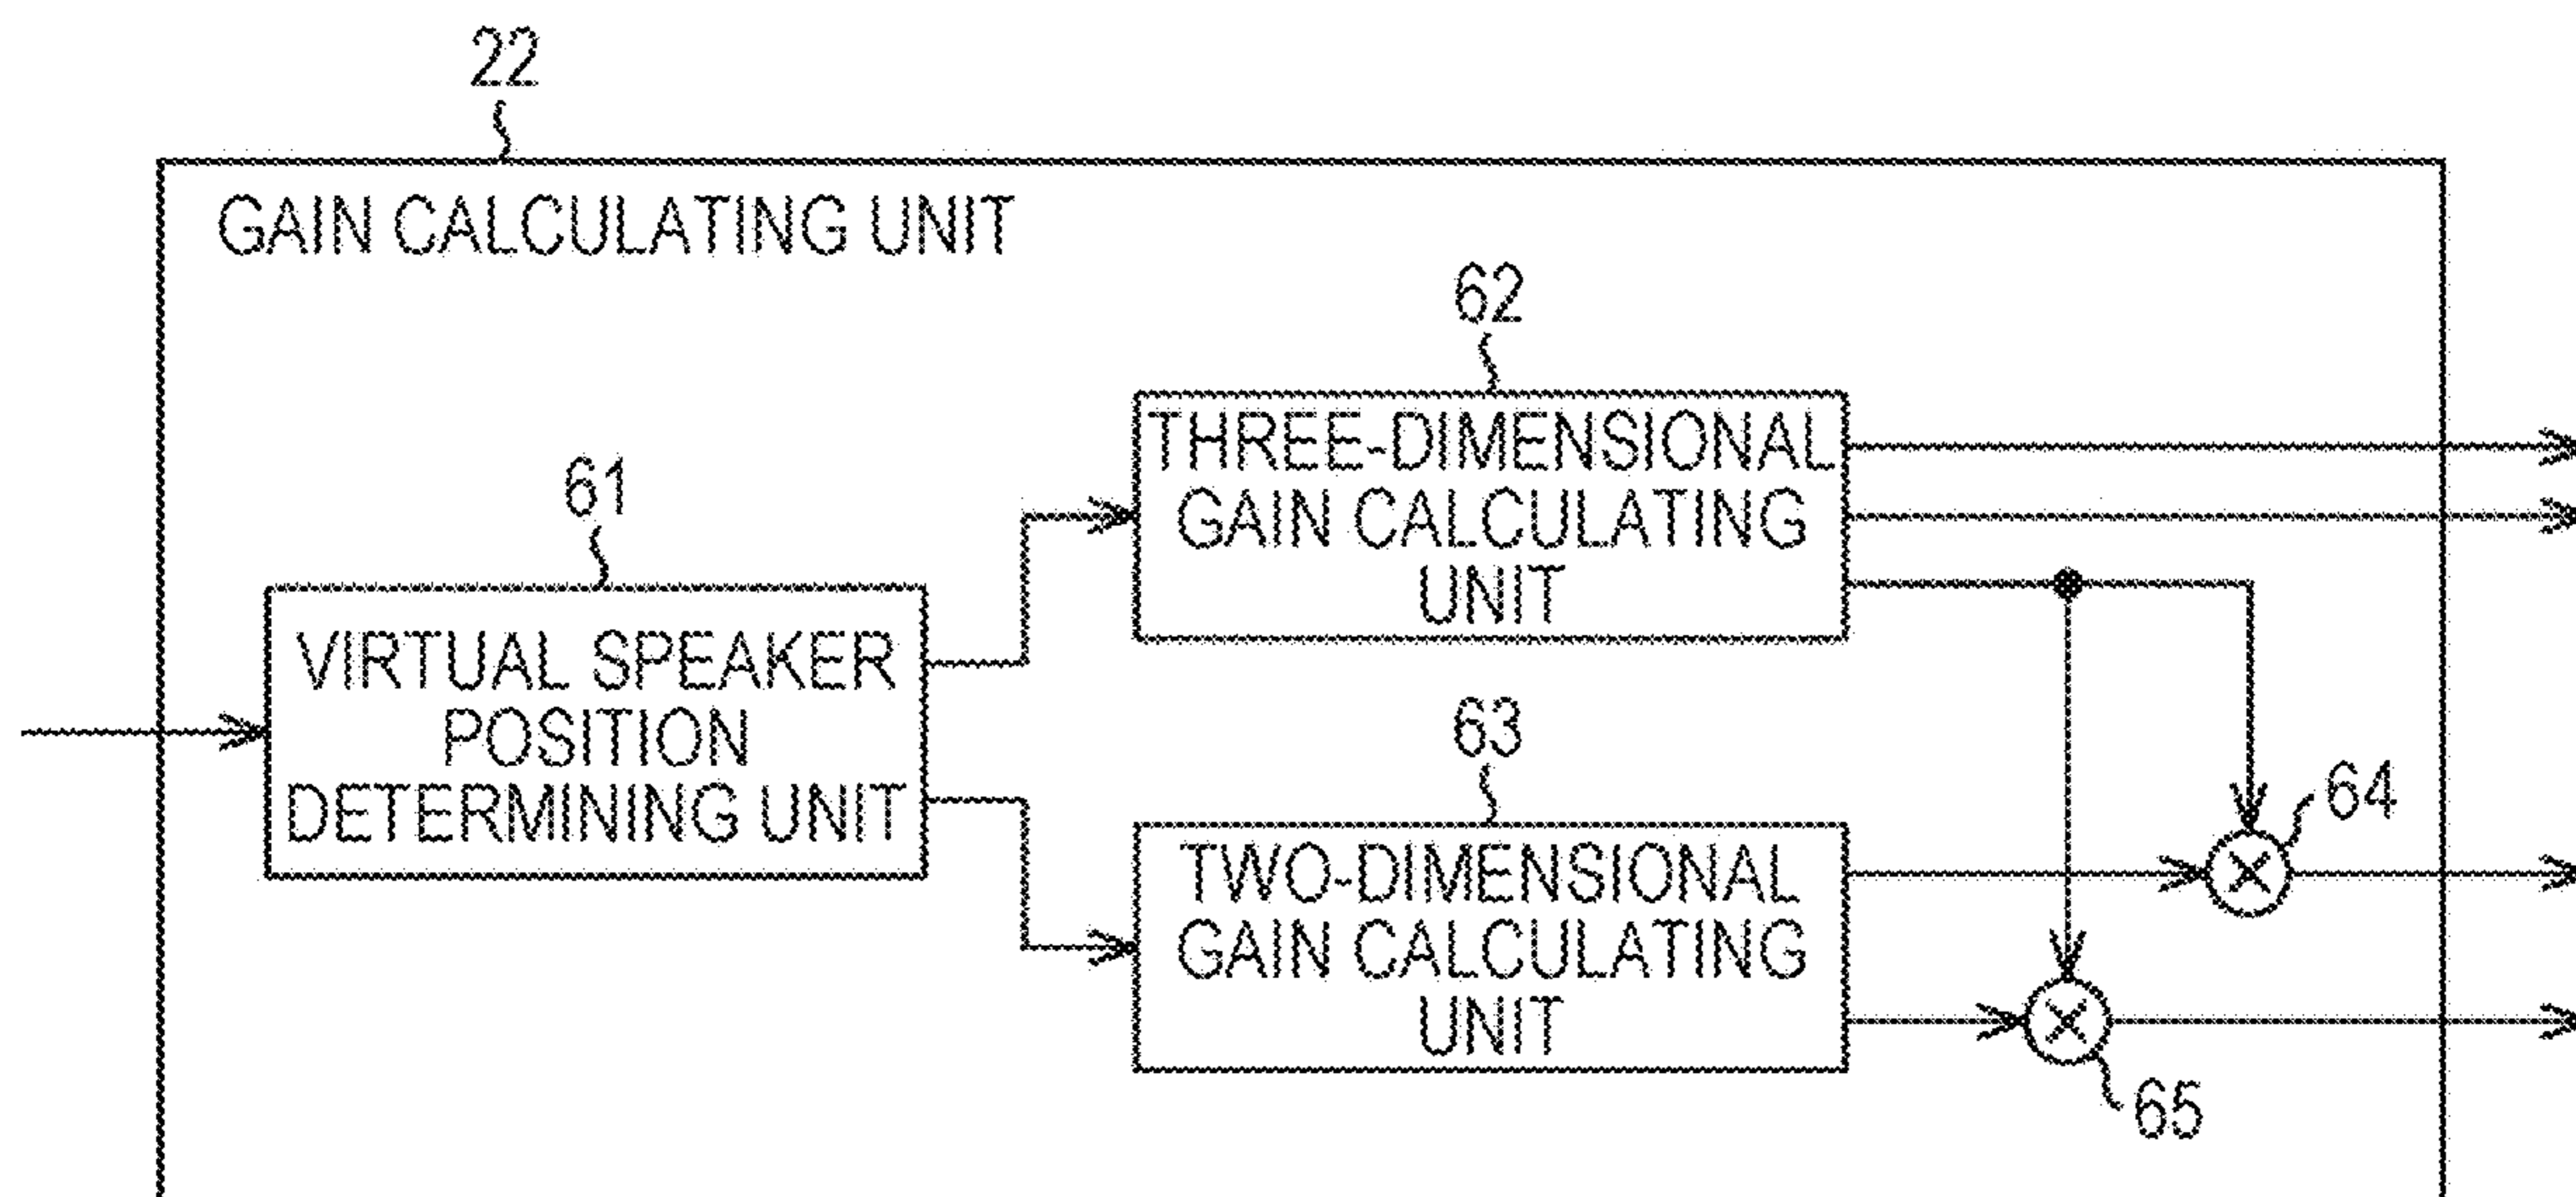 22
GAIN CALCULATING UNIT
62
THREE-DIMENSIONAL
GAIN CALCULATING
UNIT
61
VIRTUAL SPEAKER
POSITION
DETERMINING UNIT
63
TWO-DIMENSIONAL
GAIN CALCULATING
UNIT
64
65